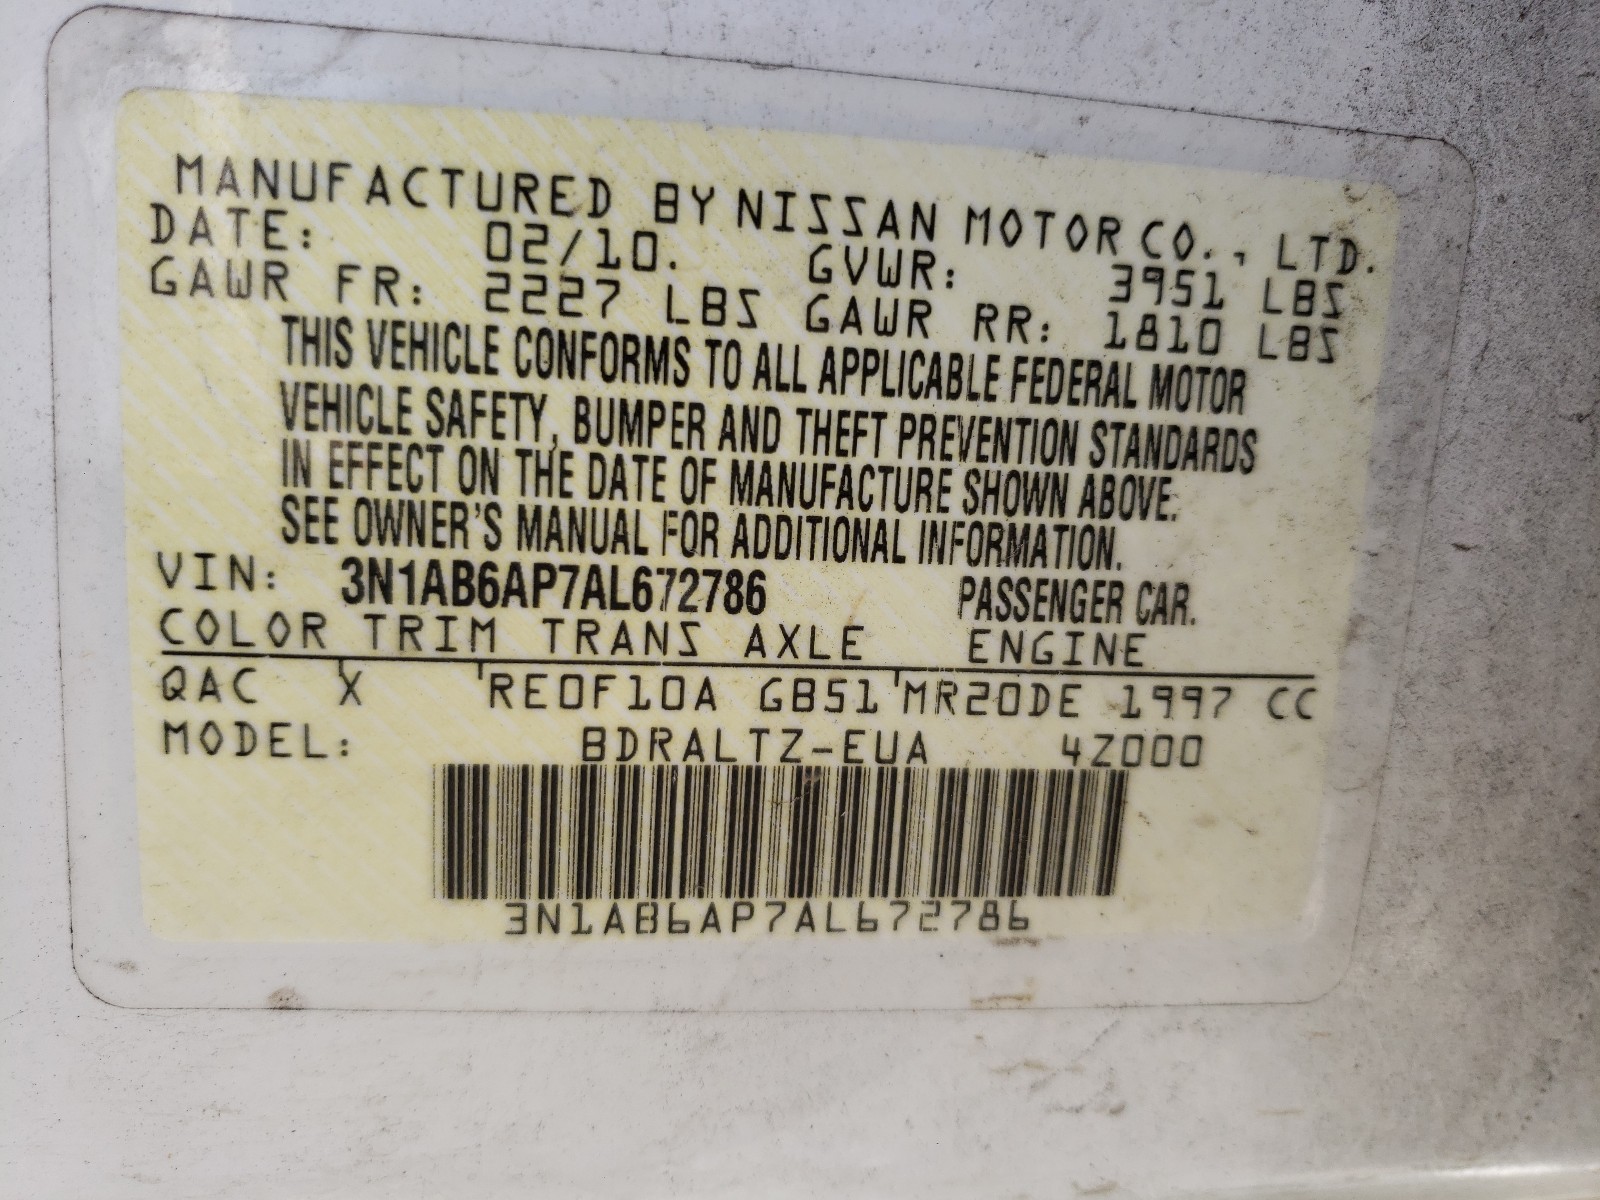 MANUFACTURED BY NISSAN MOTOR CO., LTD.
DATE: 02/10. GVWR: 3951 LBS
GAWR FR: 2227 LBS GAWR RR: 1810 LBS
THIS VEHICLE CONFORMS TO ALL APPLICABLE FEDERAL MOTOR
VEHICLE SAFETY, BUMPER AND THEFT PREVENTION STANDARDS
IN EFFECT ON THE DATE OF MANUFACTURE SHOWN ABOVE.
SEE OWNER'S MANUAL FOR ADDITIONAL INFORMATION.
VIN: 3N1AB6AP7AL672786 PASSENGER CAR.
COLOR TRIM TRANS AXLE ENGINE
QAC X RE0F10A GB51 MR20DE 1997 CC
MODEL: BDRALTZ-EUA 4Z000
3N1AB6AP7AL672786